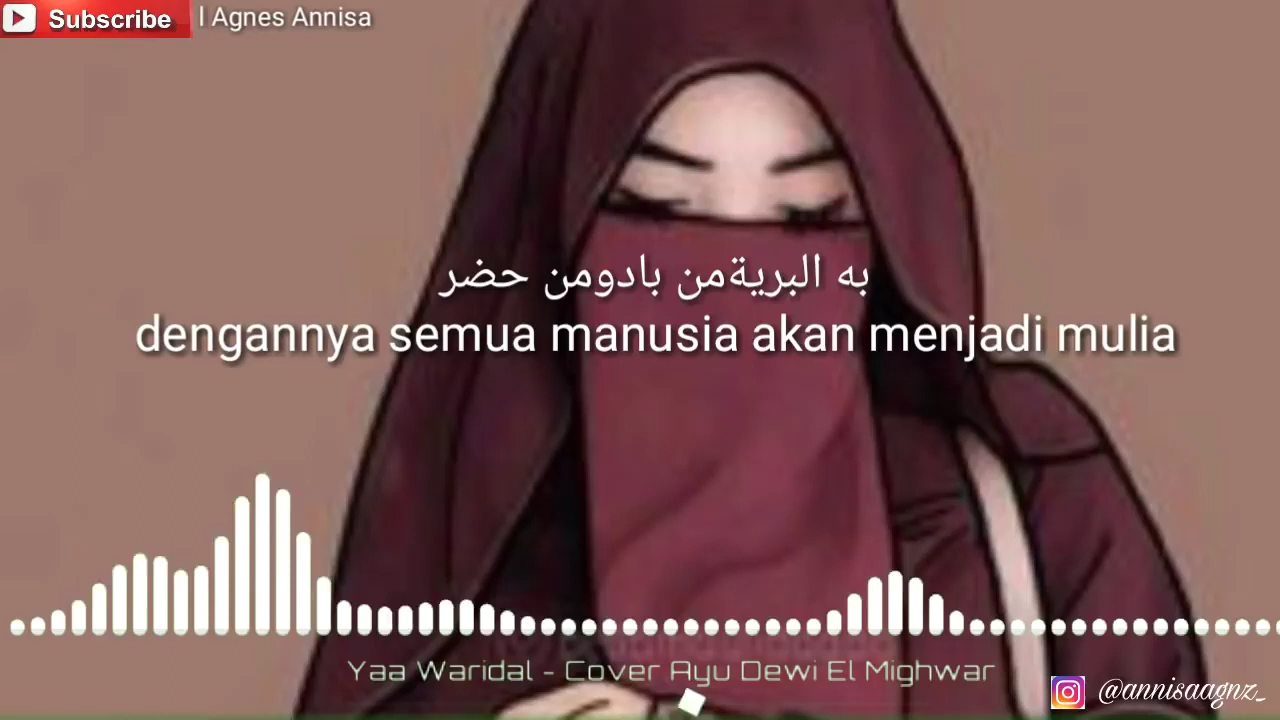 Subscribe l Agnes Annisa
به البريةمن بادومن حضر
dengannya semua manusia akan menjadi mulia
Yaa Waridal - Cover Ayu Dewi El Mighwar
@annisaagnz_